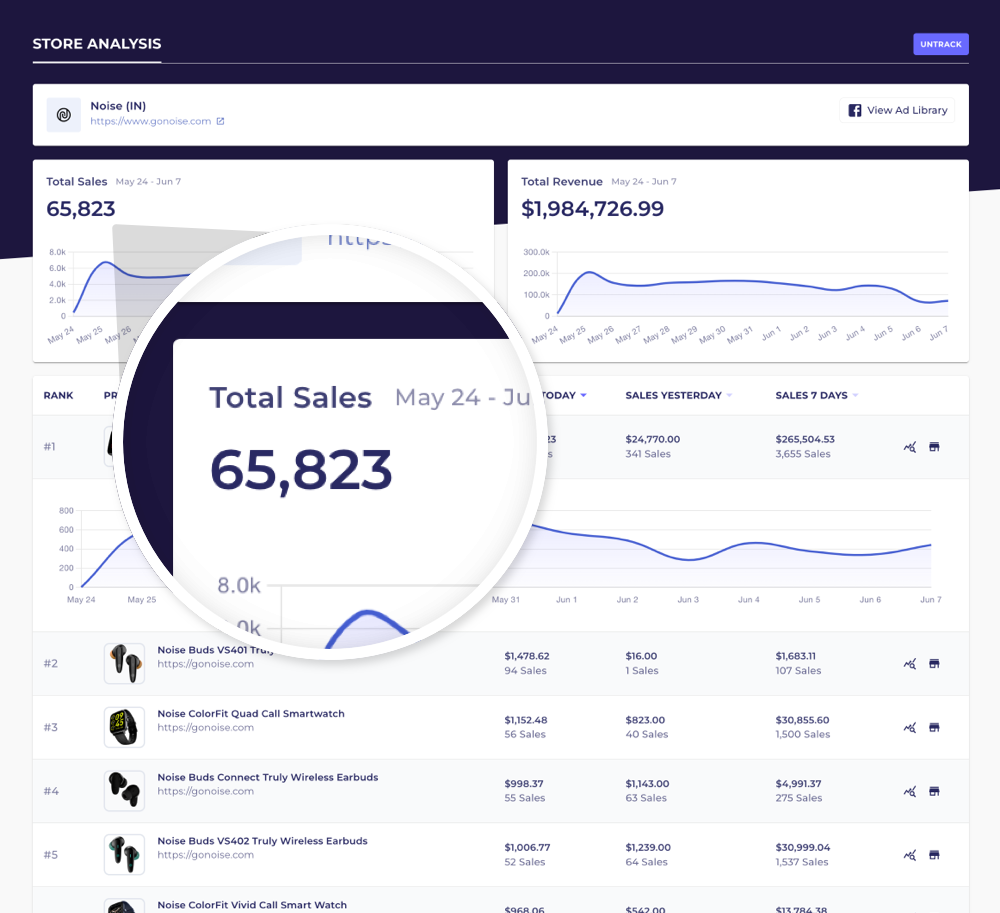 STORE ANALYSIS
UNTRACK
Noise (IN)
https://www.gonoise.com
View Ad Library
Total Sales May 24 - Jun 7
65,823
8.0k
6.0k
4.0k
2.0k
0
May 24 May 25 May 26
Total Revenue May 24 - Jun 7
$1,984,726.99
300.0k
200.0k
100.0k
0
May 24 May 25 May 26 May 27 May 28 May 29 May 30 May 31 Jun 1 Jun 2 Jun 3 Jun 4 Jun 5 Jun 6 Jun 7
https
Total Sales May 24 - Ju
65,823
8.0k
0k
RANK PR TODAY SALES YESTERDAY SALES 7 DAYS
#1 23 $24,770.00 $265,504.53
s 341 Sales 3,655 Sales
800
600
400
200
0
May 24 May 25 May 31 Jun 1 Jun 2 Jun 3 Jun 4 Jun 5 Jun 6 Jun 7
#2 Noise Buds VS401 Truly $1,478.62 $16.00 $1,683.11
https://gonoise.com 94 Sales 1 Sales 107 Sales
#3 Noise ColorFit Quad Call Smartwatch $1,152.48 $823.00 $30,855.60
https://gonoise.com 56 Sales 40 Sales 1,500 Sales
#4 Noise Buds Connect Truly Wireless Earbuds $998.37 $1,143.00 $4,991.37
https://gonoise.com 55 Sales 63 Sales 275 Sales
#5 Noise Buds VS402 Truly Wireless Earbuds $1,006.77 $1,239.00 $30,999.04
https://gonoise.com 52 Sales 64 Sales 1,537 Sales
Noise ColorFit Vivid Call Smart Watch $968.06 $542.00 $13,784.38